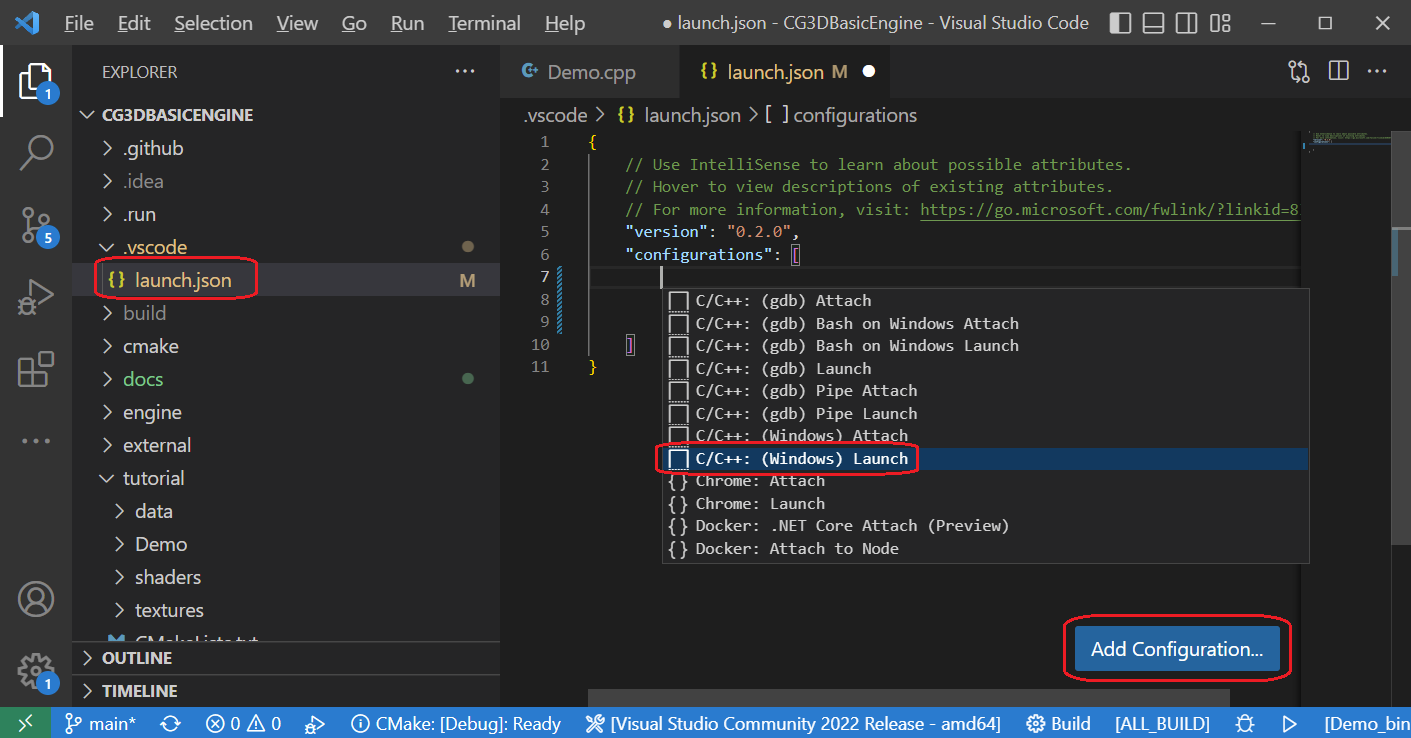 File Edit Selection View Go Run Terminal Help ● launch.json - CG3DBasicEngine - Visual Studio Code
EXPLORER ...
Demo.cpp
{} launch.json M ●
1
CG3DBASICENGINE
.github
.idea
.run
.vscode
{} launch.json M
build
cmake
docs
engine
external
tutorial
data
Demo
shaders
textures
OUTLINE
TIMELINE
5
1
.vscode > {} launch.json > [ ] configurations
1 {
2 // Use IntelliSense to learn about possible attributes.
3 // Hover to view descriptions of existing attributes.
4 // For more information, visit: https://go.microsoft.com/fwlink/?linkid=8
5 "version": "0.2.0",
6 "configurations": [
7
8
9
10 ]
11 }
C/C++: (gdb) Attach
C/C++: (gdb) Bash on Windows Attach
C/C++: (gdb) Bash on Windows Launch
C/C++: (gdb) Launch
C/C++: (gdb) Pipe Attach
C/C++: (gdb) Pipe Launch
C/C++: (Windows) Attach
C/C++: (Windows) Launch
{} Chrome: Attach
{} Chrome: Launch
{} Docker: .NET Core Attach (Preview)
{} Docker: Attach to Node
Add Configuration...
main* 0 0 CMake: [Debug]: Ready [Visual Studio Community 2022 Release - amd64] Build [ALL_BUILD] [Demo_bin